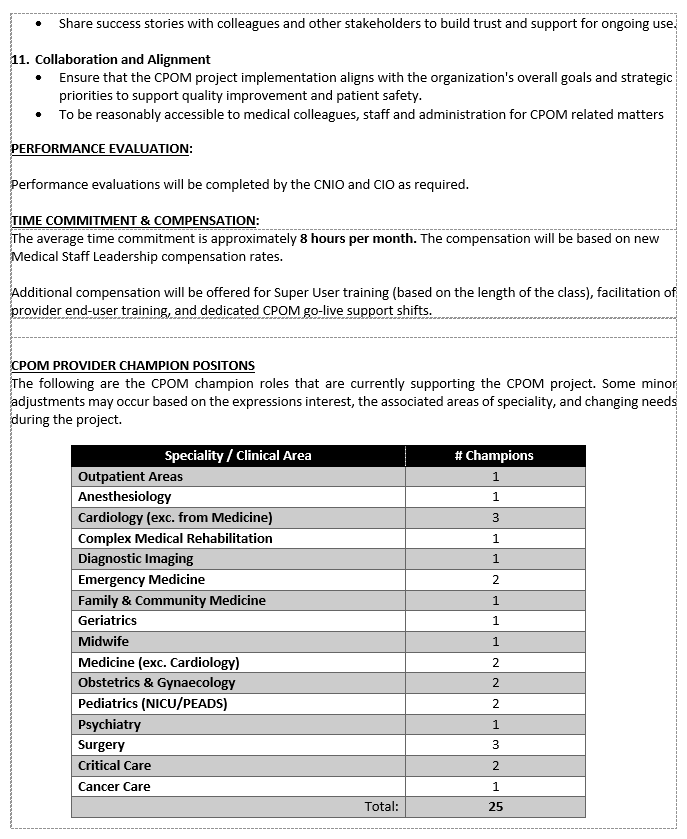 • Share success stories with colleagues and other stakeholders to build trust and support for ongoing use.
11. Collaboration and Alignment
• Ensure that the CPOM project implementation aligns with the organization's overall goals and strategic
priorities to support quality improvement and patient safety.
• To be reasonably accessible to medical colleagues, staff and administration for CPOM related matters
PERFORMANCE EVALUATION:
Performance evaluations will be completed by the CNIO and CIO as required.
TIME COMMITMENT & COMPENSATION:
The average time commitment is approximately 8 hours per month. The compensation will be based on new
Medical Staff Leadership compensation rates.
Additional compensation will be offered for Super User training (based on the length of the class), facilitation of
provider end-user training, and dedicated CPOM go-live support shifts.
CPOM PROVIDER CHAMPION POSITONS
The following are the CPOM champion roles that are currently supporting the CPOM project. Some minor
adjustments may occur based on the expressions interest, the associated areas of speciality, and changing needs
during the project.
Speciality / Clinical Area # Champions
Outpatient Areas 1
Anesthesiology 1
Cardiology (exc. from Medicine) 3
Complex Medical Rehabilitation 1
Diagnostic Imaging 1
Emergency Medicine 2
Family & Community Medicine 1
Geriatrics 1
Midwife 1
Medicine (exc. Cardiology) 2
Obstetrics & Gynaecology 2
Pediatrics (NICU/PEADS) 2
Psychiatry 1
Surgery 3
Critical Care 2
Cancer Care 1
Total: 25